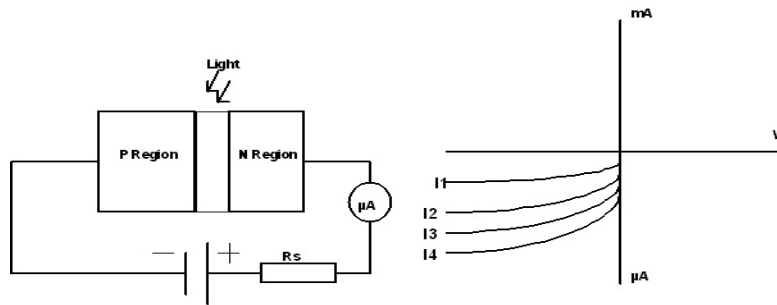 Light
P Region
N Region
µA
− +
Rs
mA
V
I1
I2
I3
I4
µA